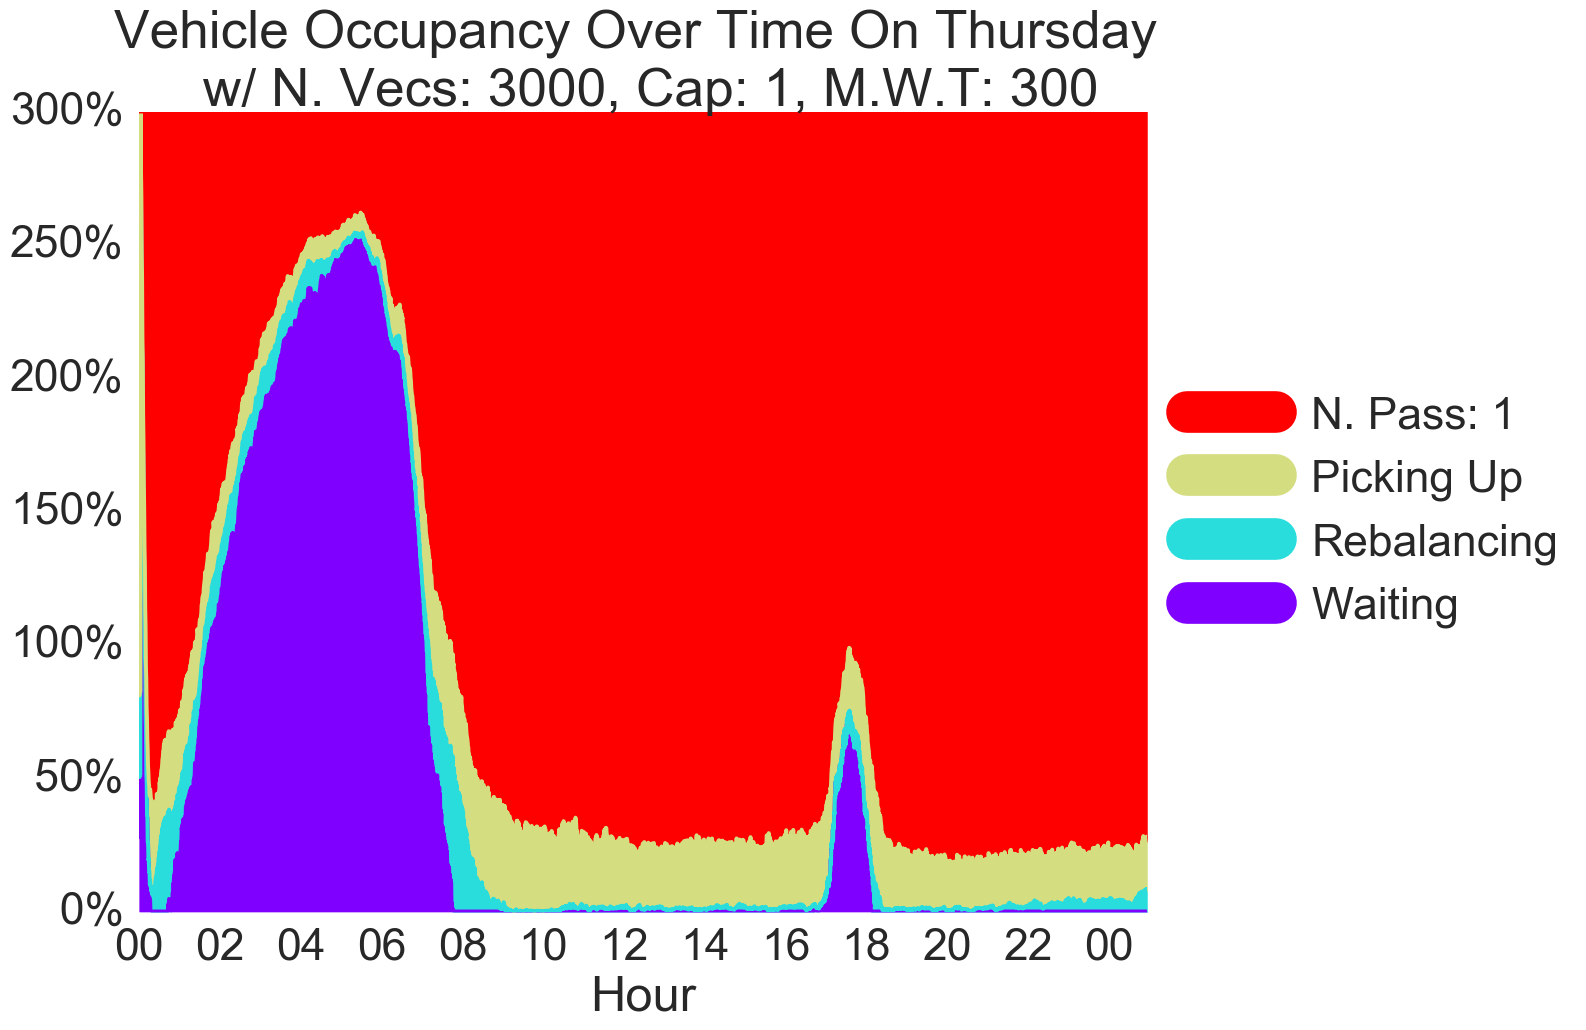 Vehicle Occupancy Over Time On Thursday
w/ N. Vecs: 3000, Cap: 1, M.W.T: 300
300%
250%
200%
150%
100%
50%
0%
00 02 04 06 08 10 12 14 16 18 20 22 00
Hour
N. Pass: 1
Picking Up
Rebalancing
Waiting